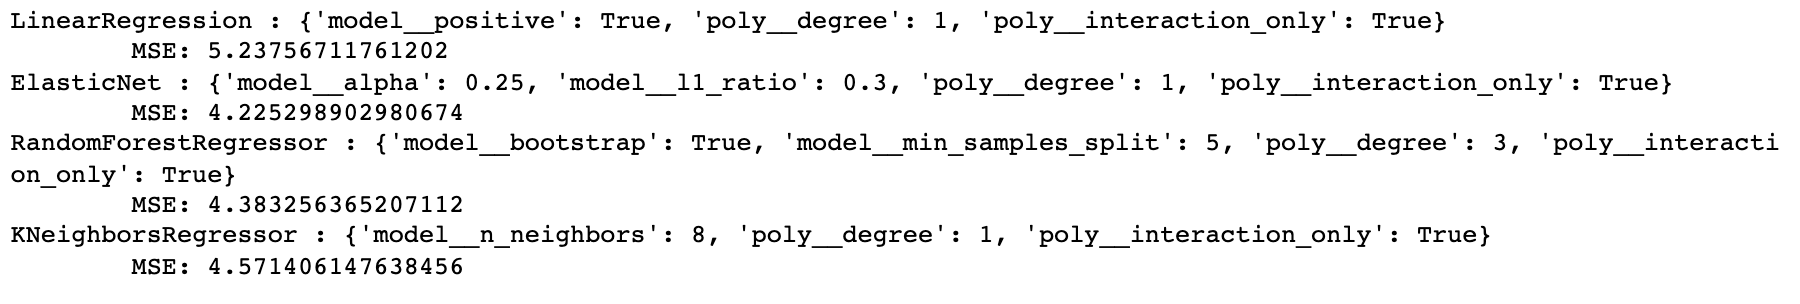 LinearRegression : {'model__positive': True, 'poly__degree': 1, 'poly__interaction_only': True}
MSE: 5.23756711761202
ElasticNet : {'model__alpha': 0.25, 'model__l1_ratio': 0.3, 'poly__degree': 1, 'poly__interaction_only': True}
MSE: 4.225298902980674
RandomForestRegressor : {'model__bootstrap': True, 'model__min_samples_split': 5, 'poly__degree': 3, 'poly__interacti
on_only': True}
MSE: 4.383256365207112
KNeighborsRegressor : {'model__n_neighbors': 8, 'poly__degree': 1, 'poly__interaction_only': True}
MSE: 4.571406147638456